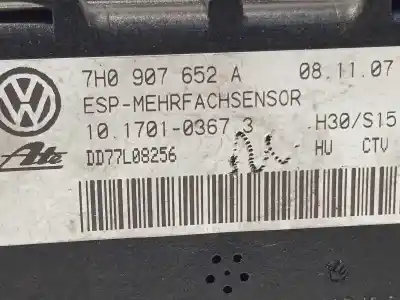 7H0 907 652 A 08.11.07
ESP-MEHRFACHSENSOR
10.1701-0367.3 H30/S15
Ate DD77L08256 HU CTV